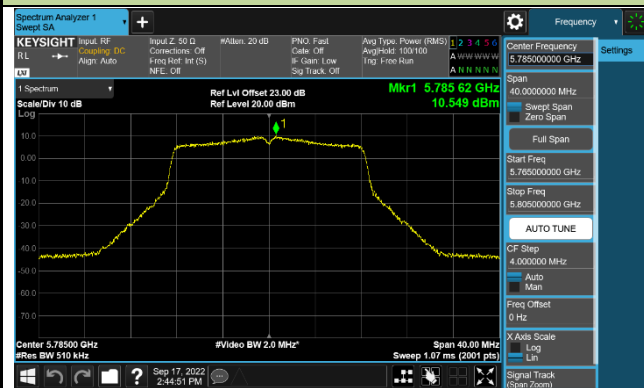 Spectrum Analyzer 1
Swept SA
Frequency
KEYSIGHT
RL
LXI
Input: RF
Coupling: DC
Align: Auto
Input Z: 50 Ω
Corrections: Off
Freq Ref: Int (S)
NFE: Off
#Atten: 20 dB
PNO: Fast
Gate: Off
IF Gain: Low
Sig Track: Off
Avg Type: Power (RMS)
Avg|Hold: 100/100
Trig: Free Run
1 2 3 4 5 6
A W W W W W
A N N N N N
Center Frequency
5.785000000 GHz
Settings
Span
40.0000000 MHz
Swept Span
Zero Span
Full Span
Start Freq
5.765000000 GHz
Stop Freq
5.805000000 GHz
AUTO TUNE
CF Step
4.000000 MHz
Auto
Man
Freq Offset
0 Hz
X Axis Scale
Log
Lin
Signal Track
(Span Zoom)
1 Spectrum
Scale/Div 10 dB
Log
Ref Lvl Offset 23.00 dB
Ref Level 20.00 dBm
Mkr1 5.785 62 GHz
10.549 dBm
1
10.0
0.00
-10.0
-20.0
-30.0
-40.0
-50.0
-60.0
-70.0
Center 5.78500 GHz
#Res BW 510 kHz
#Video BW 2.0 MHz*
Span 40.00 MHz
Sweep 1.07 ms (2001 pts)
Sep 17, 2022
2:44:51 PM